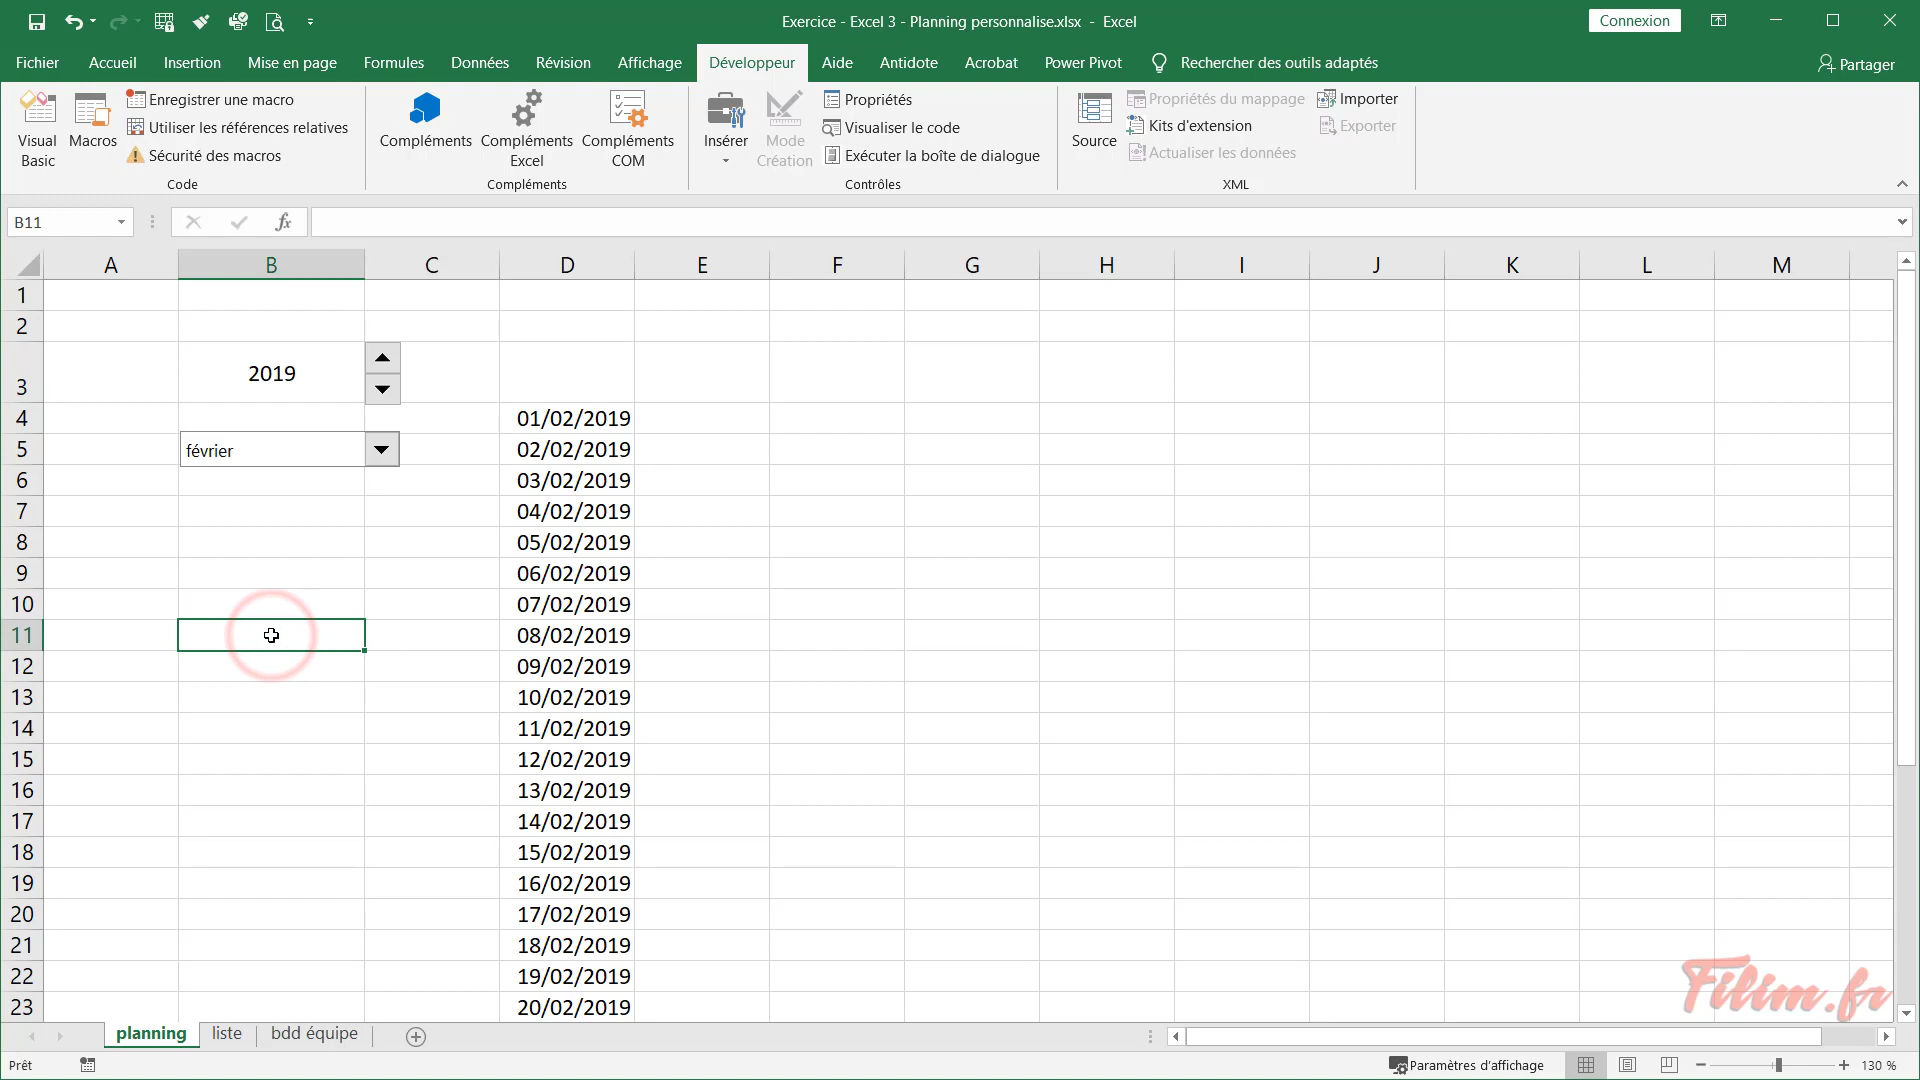 Exercice - Excel 3 - Planning personnalise.xlsx - Excel
Connexion
Fichier Accueil Insertion Mise en page Formules Données Révision Affichage Développeur Aide Antidote Acrobat Power Pivot Rechercher des outils adaptés Partager
Visual Basic
Macros
Enregistrer une macro
Utiliser les références relatives
Sécurité des macros
Code
Compléments
Compléments Excel
Compléments COM
Compléments
Insérer
Mode Création
Propriétés
Visualiser le code
Exécuter la boîte de dialogue
Contrôles
Source
Propriétés du mappage
Kits d'extension
Actualiser les données
Importer
Exporter
XML
B11
fx
A B C D E F G H I J K L M
1
2
3 2019
4 01/02/2019
5 février 02/02/2019
6 03/02/2019
7 04/02/2019
8 05/02/2019
9 06/02/2019
10 07/02/2019
11 08/02/2019
12 09/02/2019
13 10/02/2019
14 11/02/2019
15 12/02/2019
16 13/02/2019
17 14/02/2019
18 15/02/2019
19 16/02/2019
20 17/02/2019
21 18/02/2019
22 19/02/2019
23 20/02/2019
Filim.fr
planning liste bdd équipe
Prêt
Paramètres d'affichage
130 %